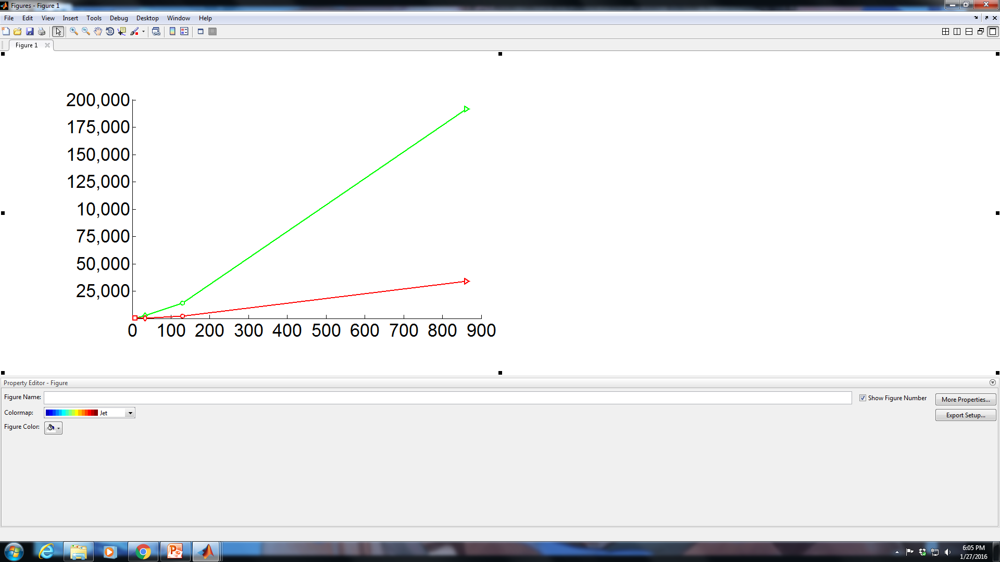 Figures - Figure 1
File Edit View Insert Tools Debug Desktop Window Help
Figure 1
200,000
175,000
150,000
125,000
10,000
75,000
50,000
25,000
0 100 200 300 400 500 600 700 800 900
Property Editor - Figure
Figure Name:
Show Figure Number
More Properties...
Colormap:
Jet
Export Setup...
Figure Color:
6:05 PM
1/27/2016